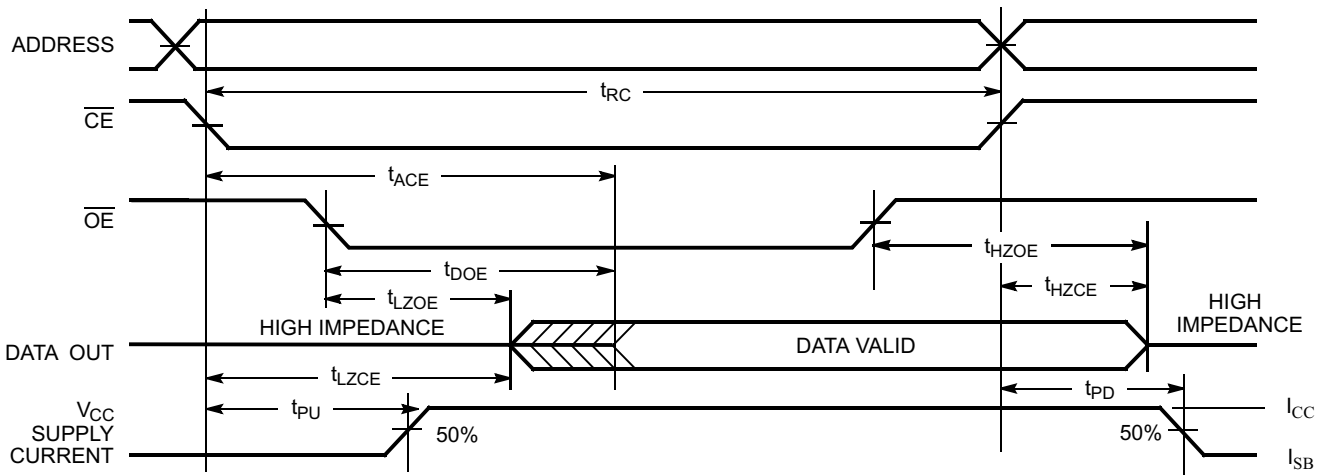 ADDRESS
tRC
CE
tACE
OE
tHZOE
tDOE
tHZCE
tLZOE
HIGH
IMPEDANCE
HIGH IMPEDANCE
DATA OUT
DATA VALID
tLZCE
tPD
VCC
SUPPLY
CURRENT
tPU
50%
50%
ICC
ISB